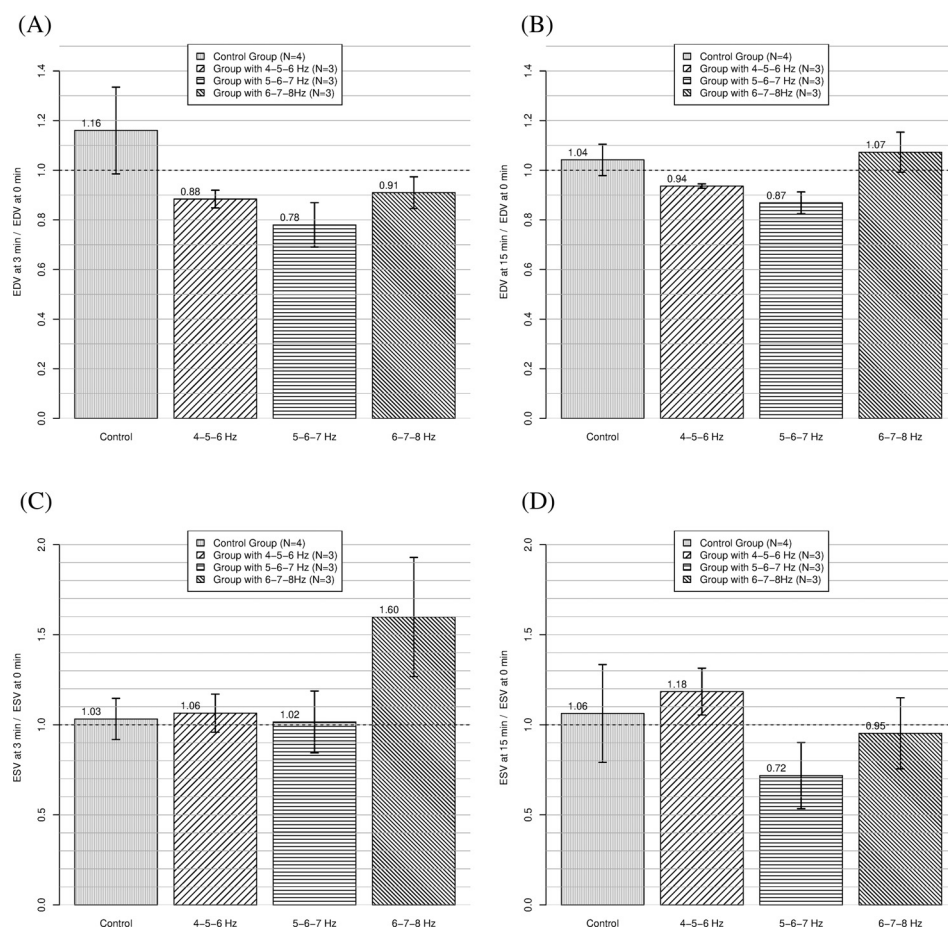 (A)
Control Group (N=4)
Group with 4−5−6 Hz (N=3)
Group with 5−6−7 Hz (N=3)
Group with 6−7−8Hz (N=3)
EDV at 3 min / EDV at 0 min
1.4
1.2
1.0
0.8
0.6
0.4
0.2
0.0
1.16
0.88
0.78
0.91
Control
4−5−6 Hz
5−6−7 Hz
6−7−8 Hz
(B)
Control Group (N=4)
Group with 4−5−6 Hz (N=3)
Group with 5−6−7 Hz (N=3)
Group with 6−7−8Hz (N=3)
EDV at 15 min / EDV at 0 min
1.4
1.2
1.0
0.8
0.6
0.4
0.2
0.0
1.04
0.94
0.87
1.07
Control
4−5−6 Hz
5−6−7 Hz
6−7−8 Hz
(C)
Control Group (N=4)
Group with 4−5−6 Hz (N=3)
Group with 5−6−7 Hz (N=3)
Group with 6−7−8Hz (N=3)
ESV at 3 min / ESV at 0 min
2.0
1.5
1.0
0.5
0.0
1.03
1.06
1.02
1.60
Control
4−5−6 Hz
5−6−7 Hz
6−7−8 Hz
(D)
Control Group (N=4)
Group with 4−5−6 Hz (N=3)
Group with 5−6−7 Hz (N=3)
Group with 6−7−8Hz (N=3)
ESV at 15 min / ESV at 0 min
2.0
1.5
1.0
0.5
0.0
1.06
1.18
0.72
0.95
Control
4−5−6 Hz
5−6−7 Hz
6−7−8 Hz